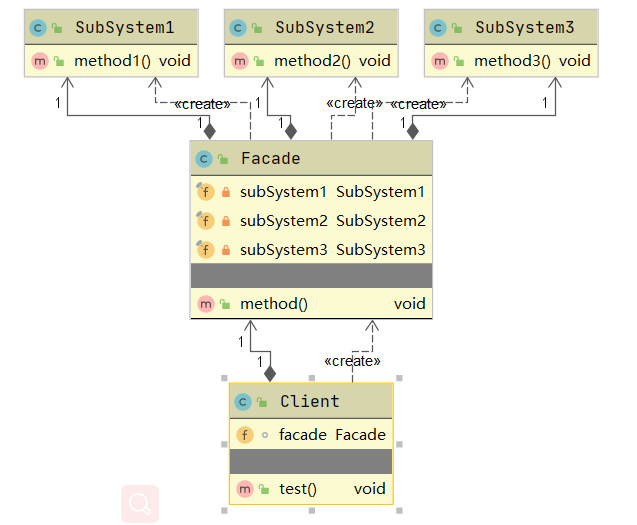 SubSystem1
method1() void
SubSystem2
method2() void
SubSystem3
method3() void
1
«create»
1
«create»
«create»
1
1
1
1
Facade
subSystem1 SubSystem1
subSystem2 SubSystem2
subSystem3 SubSystem3
method() void
1
1
«create»
Client
facade Facade
test() void